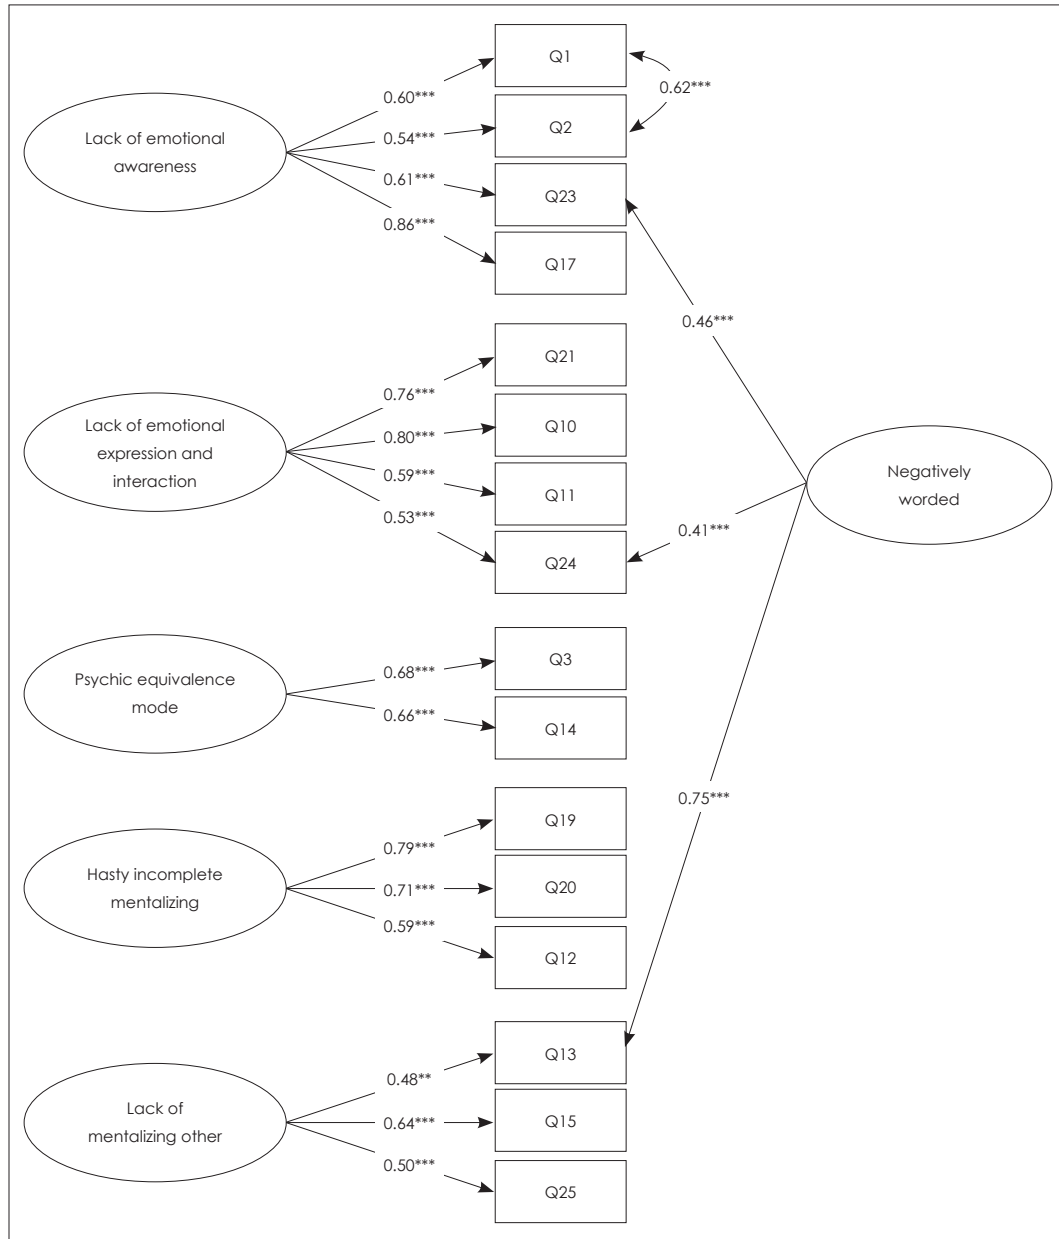 Q1
0.60***
0.62***
Q2
Lack of emotional
awareness
0.54***
0.61***
Q23
0.86***
Q17
0.46***
Q21
0.76***
Lack of emotional
expression and
interaction
0.80***
Q10
0.59***
Q11
0.53***
Q24
0.41***
Negatively
worded
Psychic equivalence
mode
0.68***
Q3
0.66***
Q14
0.75***
Hasty incomplete
mentalizing
0.79***
Q19
0.71***
Q20
0.59***
Q12
Lack of
mentalizing other
0.48**
Q13
0.64***
Q15
0.50***
Q25